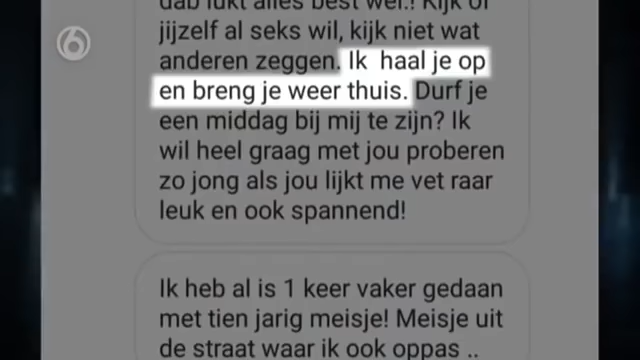 6
lukt alles best wel.! Kijk of
jijzelf al seks wil, kijk niet wat
anderen zeggen. Ik haal je op
en breng je weer thuis. Durf je
een middag bij mij te zijn? Ik
wil heel graag met jou proberen
zo jong als jou lijkt me vet raar
leuk en ook spannend!
Ik heb al is 1 keer vaker gedaan
met tien jarig meisje! Meisje uit
de straat waar ik ook oppas ..